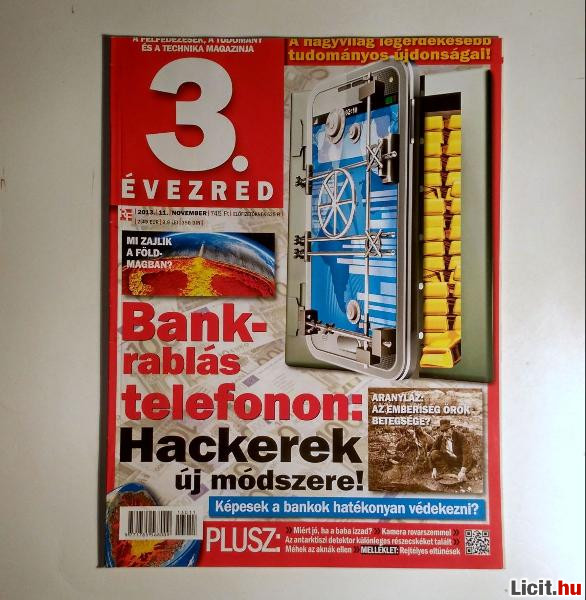 A FELFEDEZÉSEK, A TUDOMÁNY
ÉS A TECHNIKA MAGAZINJA
A nagyvilág legérdekesebb
tudományos újdonságai!
3.
ÉVEZRED
2013. 11. NOVEMBER 745 Ft
MI ZAJLIK
A FÖLD-
MAGBAN?
Bank-
rablás
telefonon:
Hackerek
új módszere!
ARANYLÁZ:
AZ EMBERISÉG ÖRÖK
BETEGSÉGE?
Képesek a bankok hatékonyan védekezni?
PLUSZ:
» Miért jó, ha a baba izzad? » Kamera rovarszemmel »
Az antarktiszi detektor különleges részecskéket talált »
Méhek az aknák ellen » MELLÉKLET: Rejtélyes eltűnések
Licit.hu